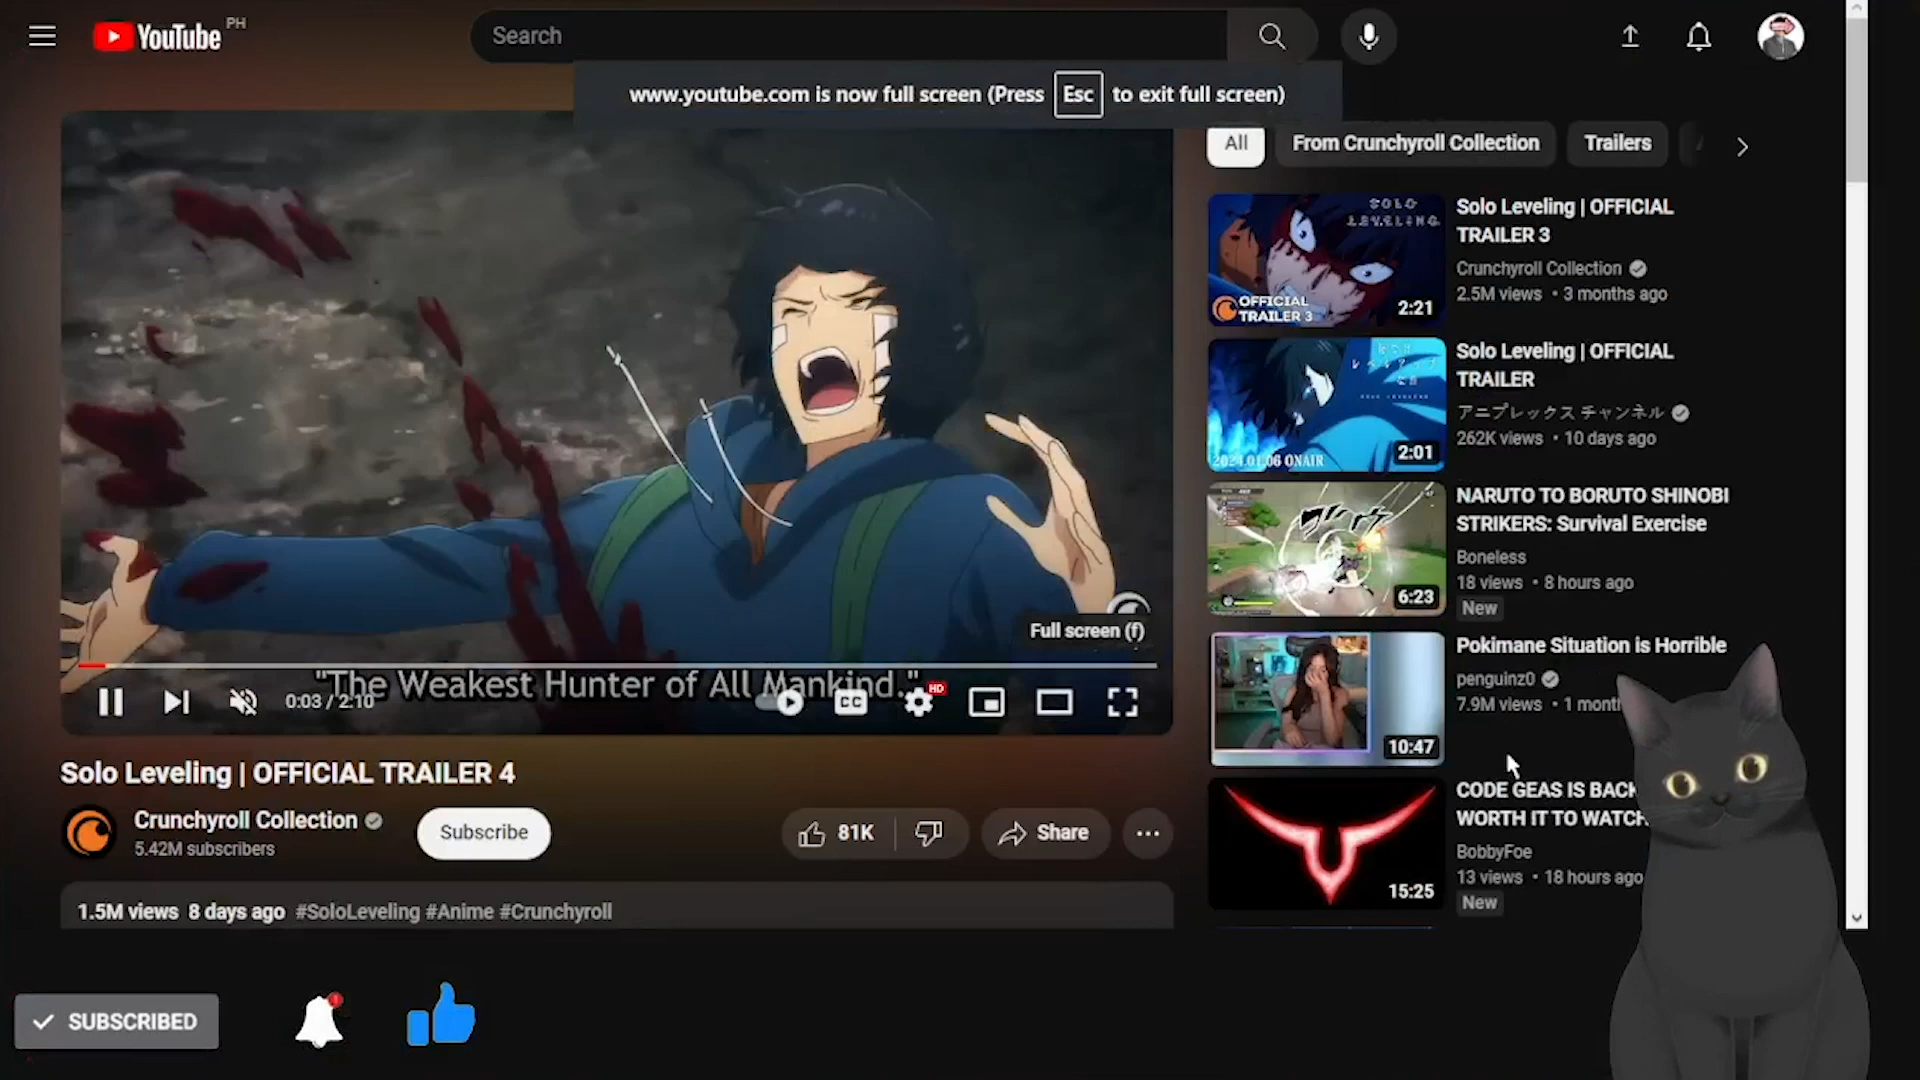 YouTube PH
Search
www.youtube.com is now full screen (Press Esc to exit full screen)
All
From Crunchyroll Collection
Trailers
Full screen (f)
"The Weakest Hunter of All Mankind."
0:03 / 2:10
CC
HD
Solo Leveling | OFFICIAL TRAILER 4
Crunchyroll Collection
5.42M subscribers
Subscribe
81K
Share
1.5M views 8 days ago #SoloLeveling #Anime #Crunchyroll
SOLO
LEVELING
OFFICIAL
TRAILER 3
2:21
Solo Leveling | OFFICIAL
TRAILER 3
Crunchyroll Collection
2.5M views • 3 months ago
2024.01.06 ONAIR
2:01
Solo Leveling | OFFICIAL
TRAILER
アニプレックス チャンネル
262K views • 10 days ago
6:23
NARUTO TO BORUTO SHINOBI
STRIKERS: Survival Exercise
Boneless
18 views • 8 hours ago
New
10:47
Pokimane Situation is Horrible
penguinz0
7.9M views • 1 mont
15:25
CODE GEAS IS BACK
WORTH IT TO WATCH
BobbyFoe
13 views • 18 hours ago
New
SUBSCRIBED